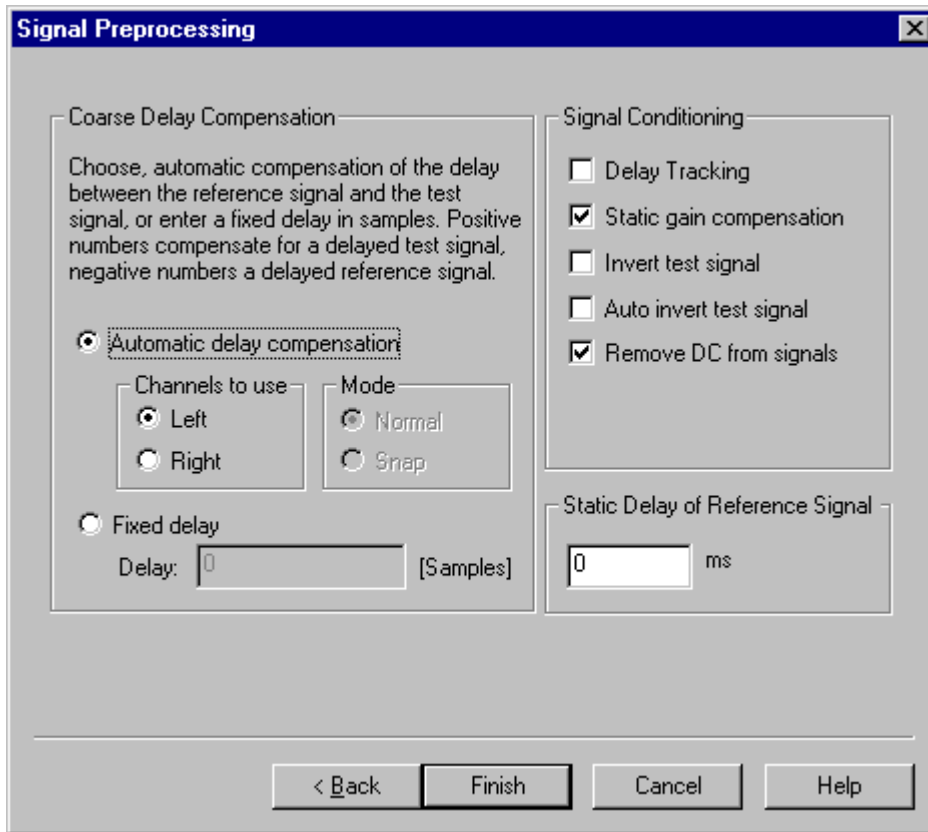 Signal Preprocessing
Coarse Delay Compensation
Choose, automatic compensation of the delay
between the reference signal and the test
signal, or enter a fixed delay in samples. Positive
numbers compensate for a delayed test signal,
negative numbers a delayed reference signal.
Automatic delay compensation
Channels to use
Left
Right
Mode
Normal
Snap
Fixed delay
Delay: 0 [Samples]
Signal Conditioning
Delay Tracking
Static gain compensation
Invert test signal
Auto invert test signal
Remove DC from signals
Static Delay of Reference Signal
0 ms
< Back Finish Cancel Help